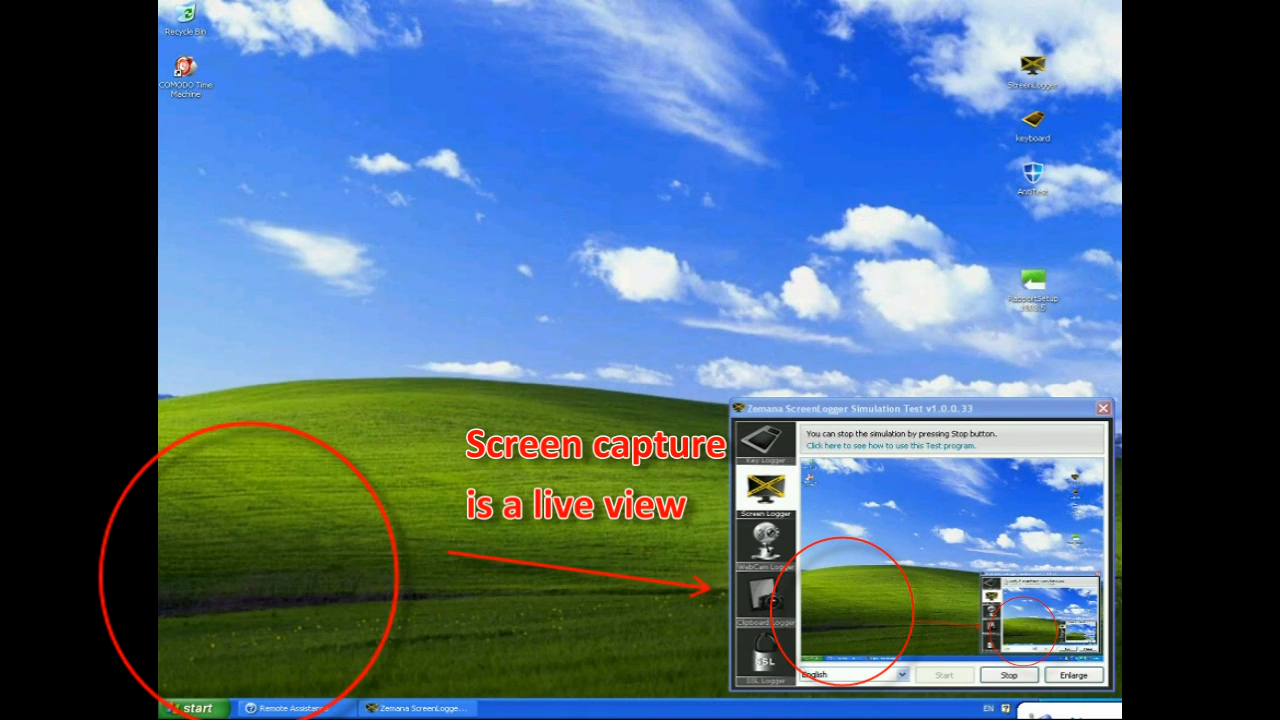 Recycle Bin
COMODO Time
Machine
ScreenLogger
keyboard
RapportSetup
Screen capture
is a live view
Zemana ScreenLogger Simulation Test v1.0.0.33
You can stop the simulation by pressing Stop button.
Click here to see how to use this Test program.
Key Logger
Screen Logger
WebCam Logger
Clipboard Logger
SSL
SSL Logger
English
Start
Stop
Enlarge
start
Remote Assistance
Zemana ScreenLogge...
EN